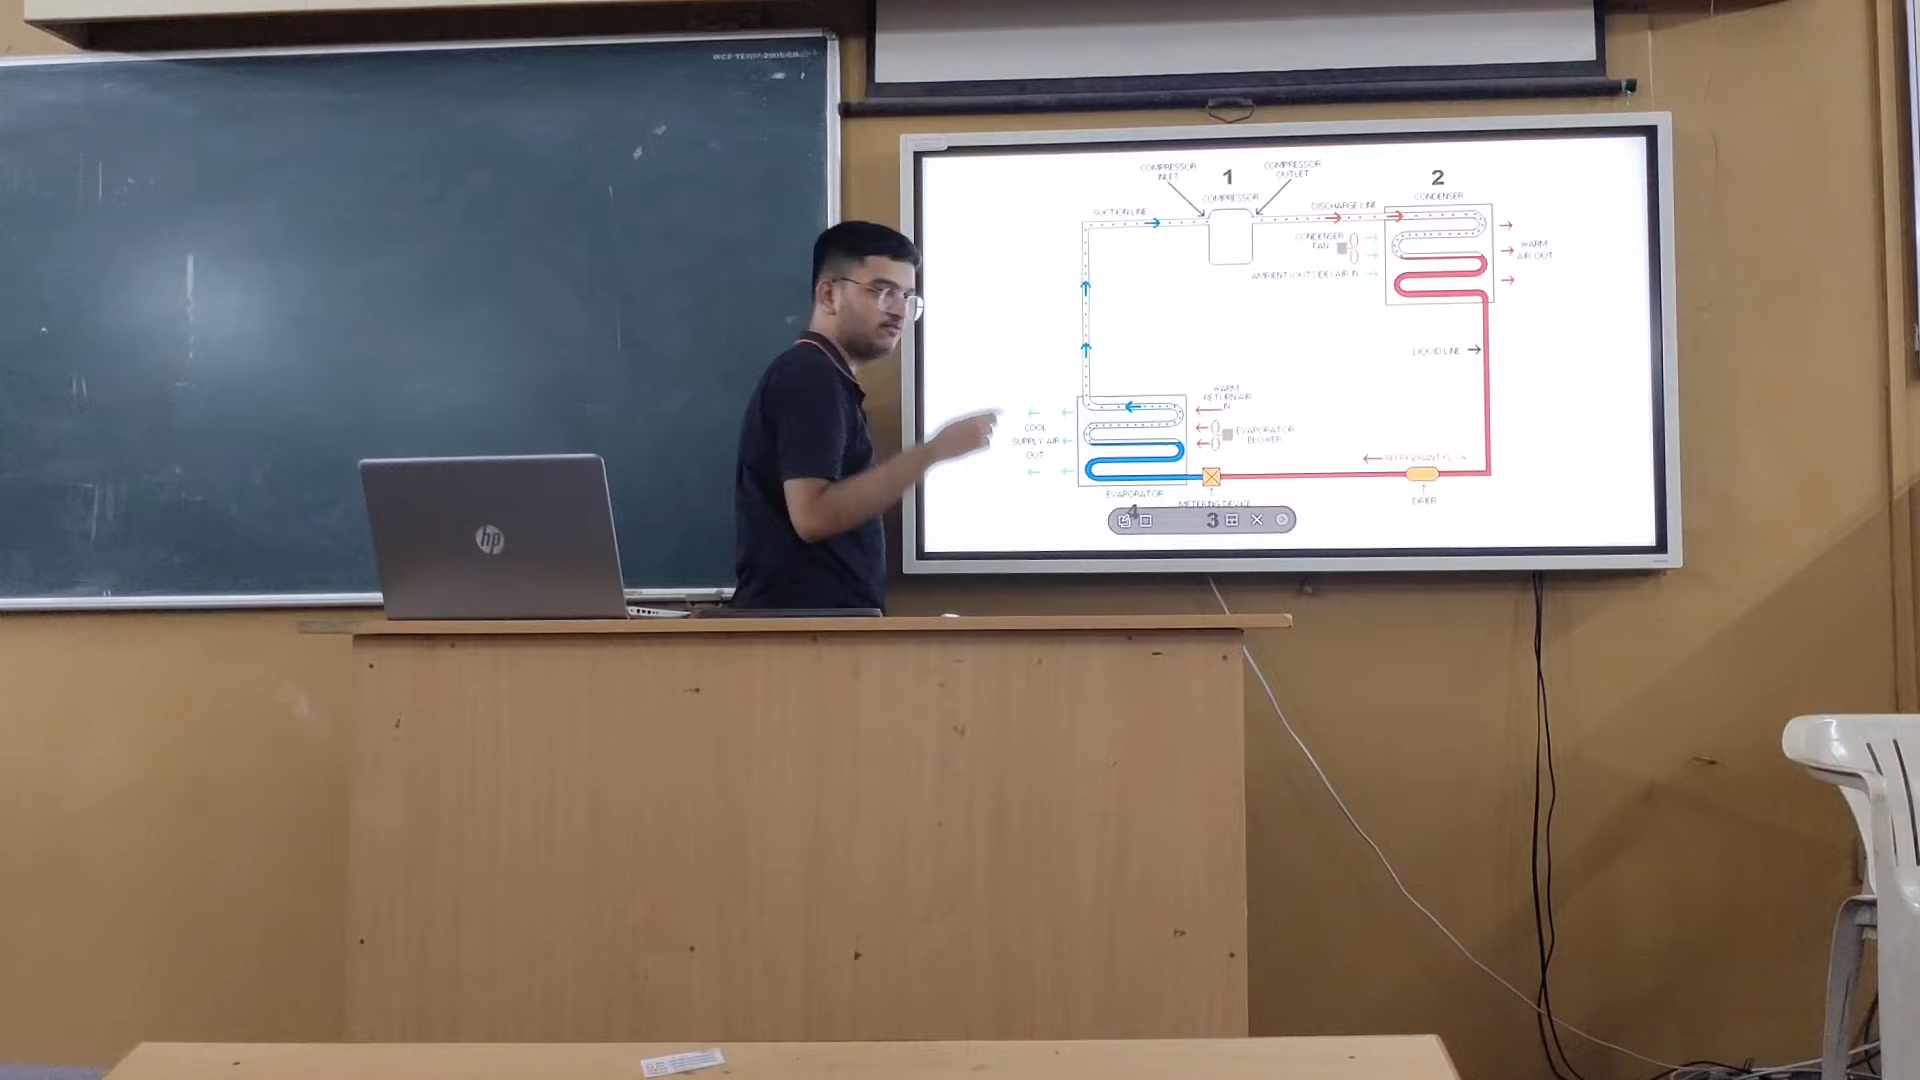 COMPRESSOR
INLET
1
COMPRESSOR
COMPRESSOR
OUTLET
2
CONDENSER
SUCTION LINE
DISCHARGE LINE
CONDENSER
FAN
AMBIENT (OUTSIDE) AIR IN
WARM
AIR OUT
LIQUID LINE
WARM
RETURN AIR
IN
COOL
SUPPLY AIR
OUT
EVAPORATOR
BLOWER
REFRIGERANT FLOW
EVAPORATOR
4
METERING DEVICE
3
DRIER
hp